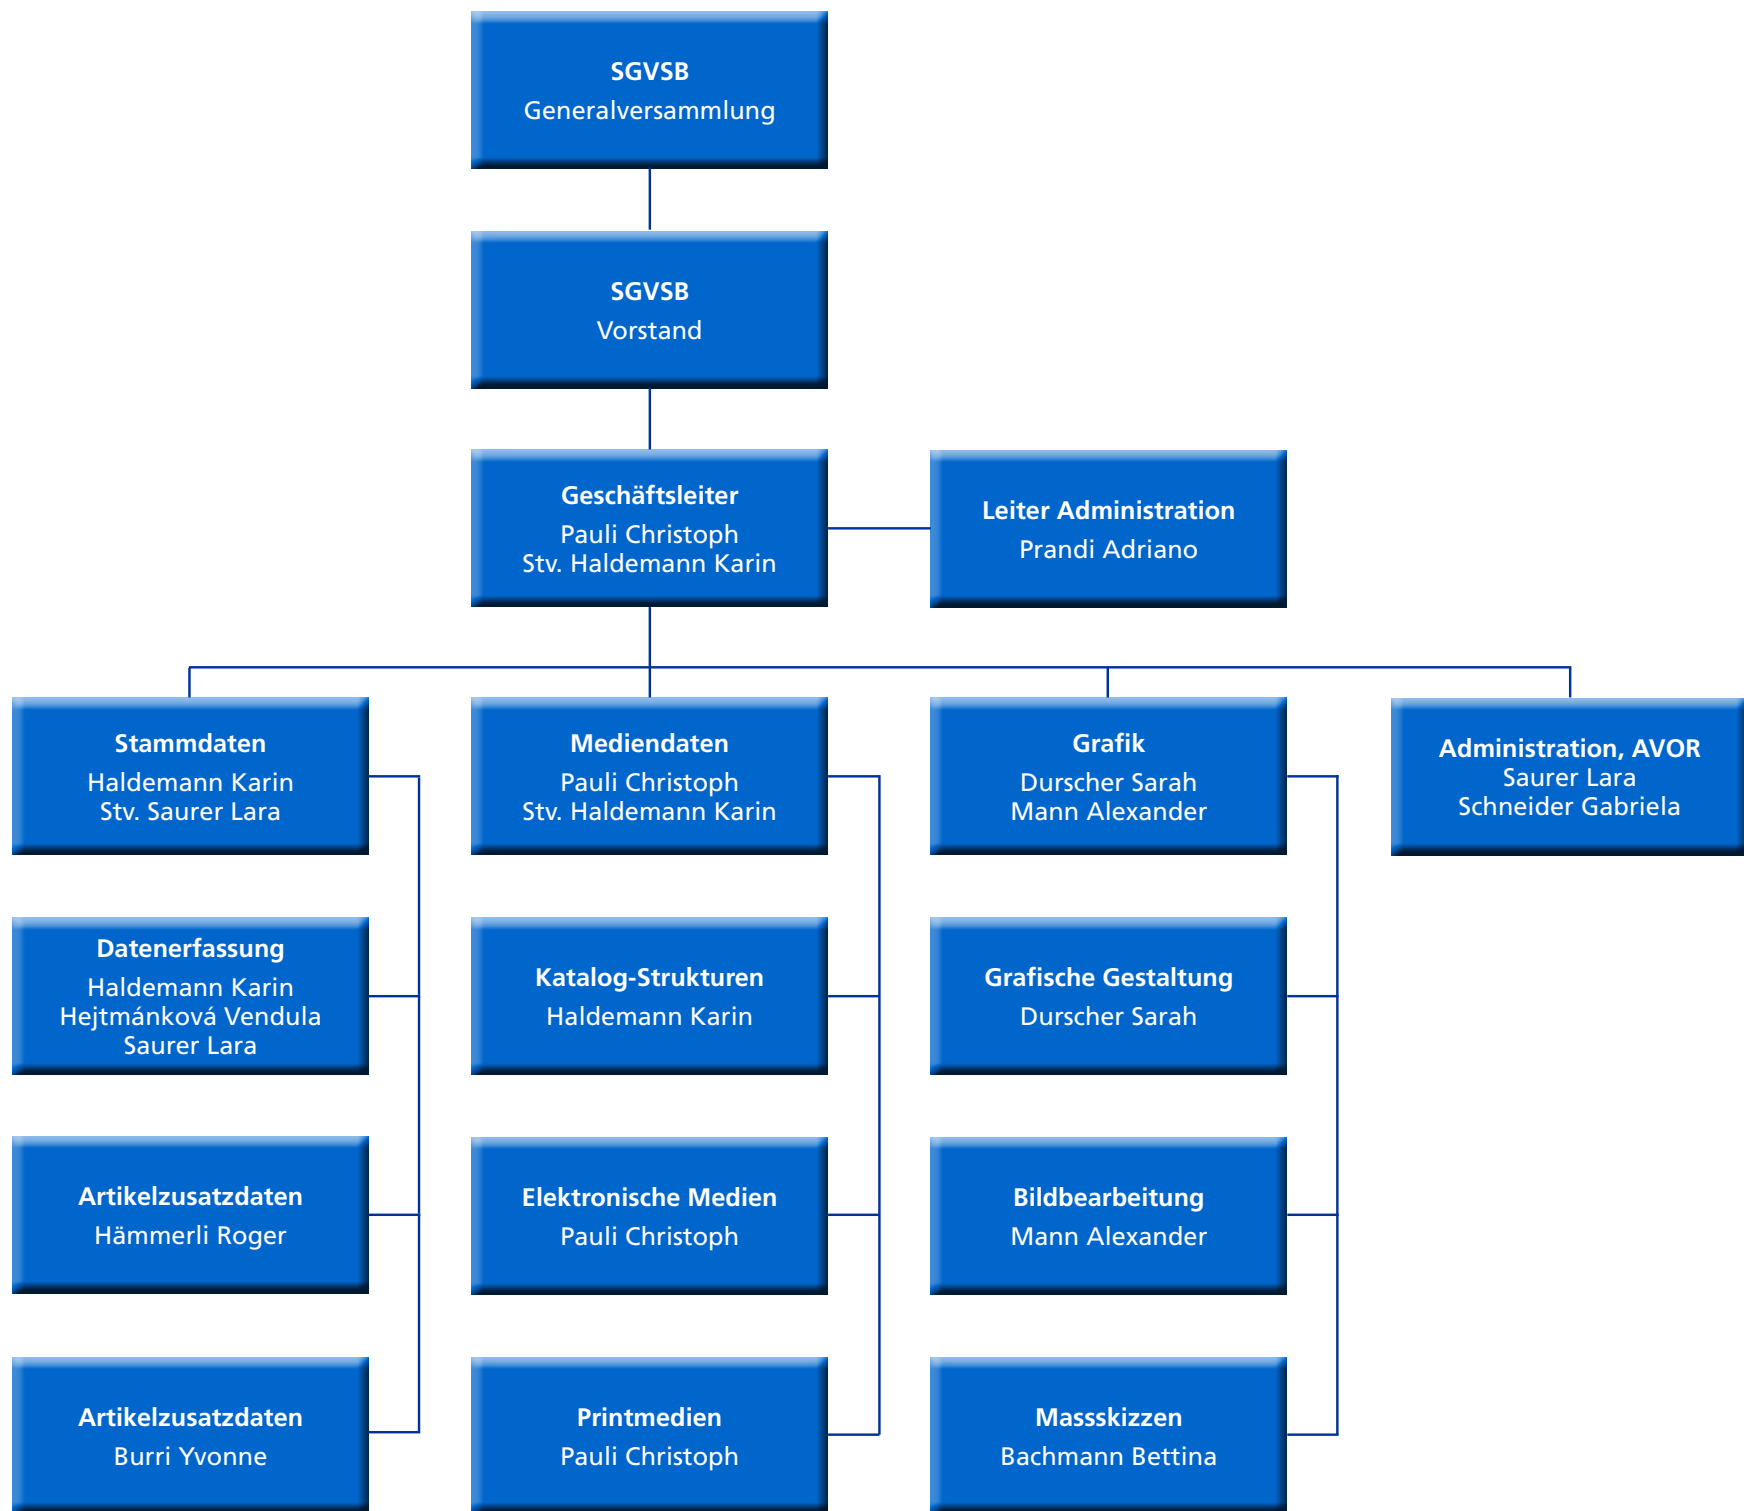 SGVSB
Generalversammlung
SGVSB
Vorstand
Geschäftsleiter
Pauli Christoph
Stv. Haldemann Karin
Leiter Administration
Prandi Adriano
Stammdaten
Haldemann Karin
Stv. Saurer Lara
Mediendaten
Pauli Christoph
Stv. Haldemann Karin
Grafik
Durscher Sarah
Mann Alexander
Administration, AVOR
Saurer Lara
Schneider Gabriela
Datenerfassung
Haldemann Karin
Hejtmánková Vendula
Saurer Lara
Katalog-Strukturen
Haldemann Karin
Grafische Gestaltung
Durscher Sarah
Artikelzusatzdaten
Hämmerli Roger
Elektronische Medien
Pauli Christoph
Bildbearbeitung
Mann Alexander
Artikelzusatzdaten
Burri Yvonne
Printmedien
Pauli Christoph
Massskizzen
Bachmann Bettina